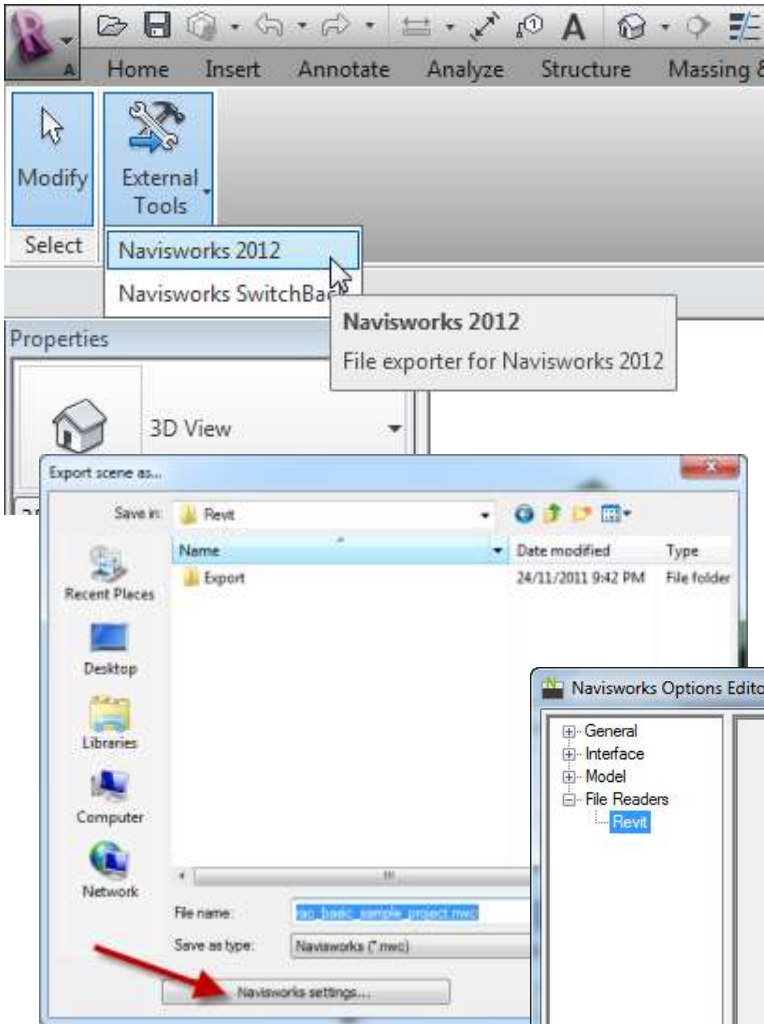 A
Home Insert Annotate Analyze Structure Massing &
Modify
External
Tools
Select
Navisworks 2012
Navisworks SwitchBa
Navisworks 2012
File exporter for Navisworks 2012
Properties
3D View
Export scene as...
Save in: Revit
Name Date modified Type
Export 24/11/2011 9:42 PM File folder
Recent Places
Desktop
Libraries
Computer
Network
File name: rac_basic_sample_project.nwc
Save as type: Navisworks (*.nwc)
Navisworks settings...
Navisworks Options Edito
General
Interface
Model
File Readers
Revit